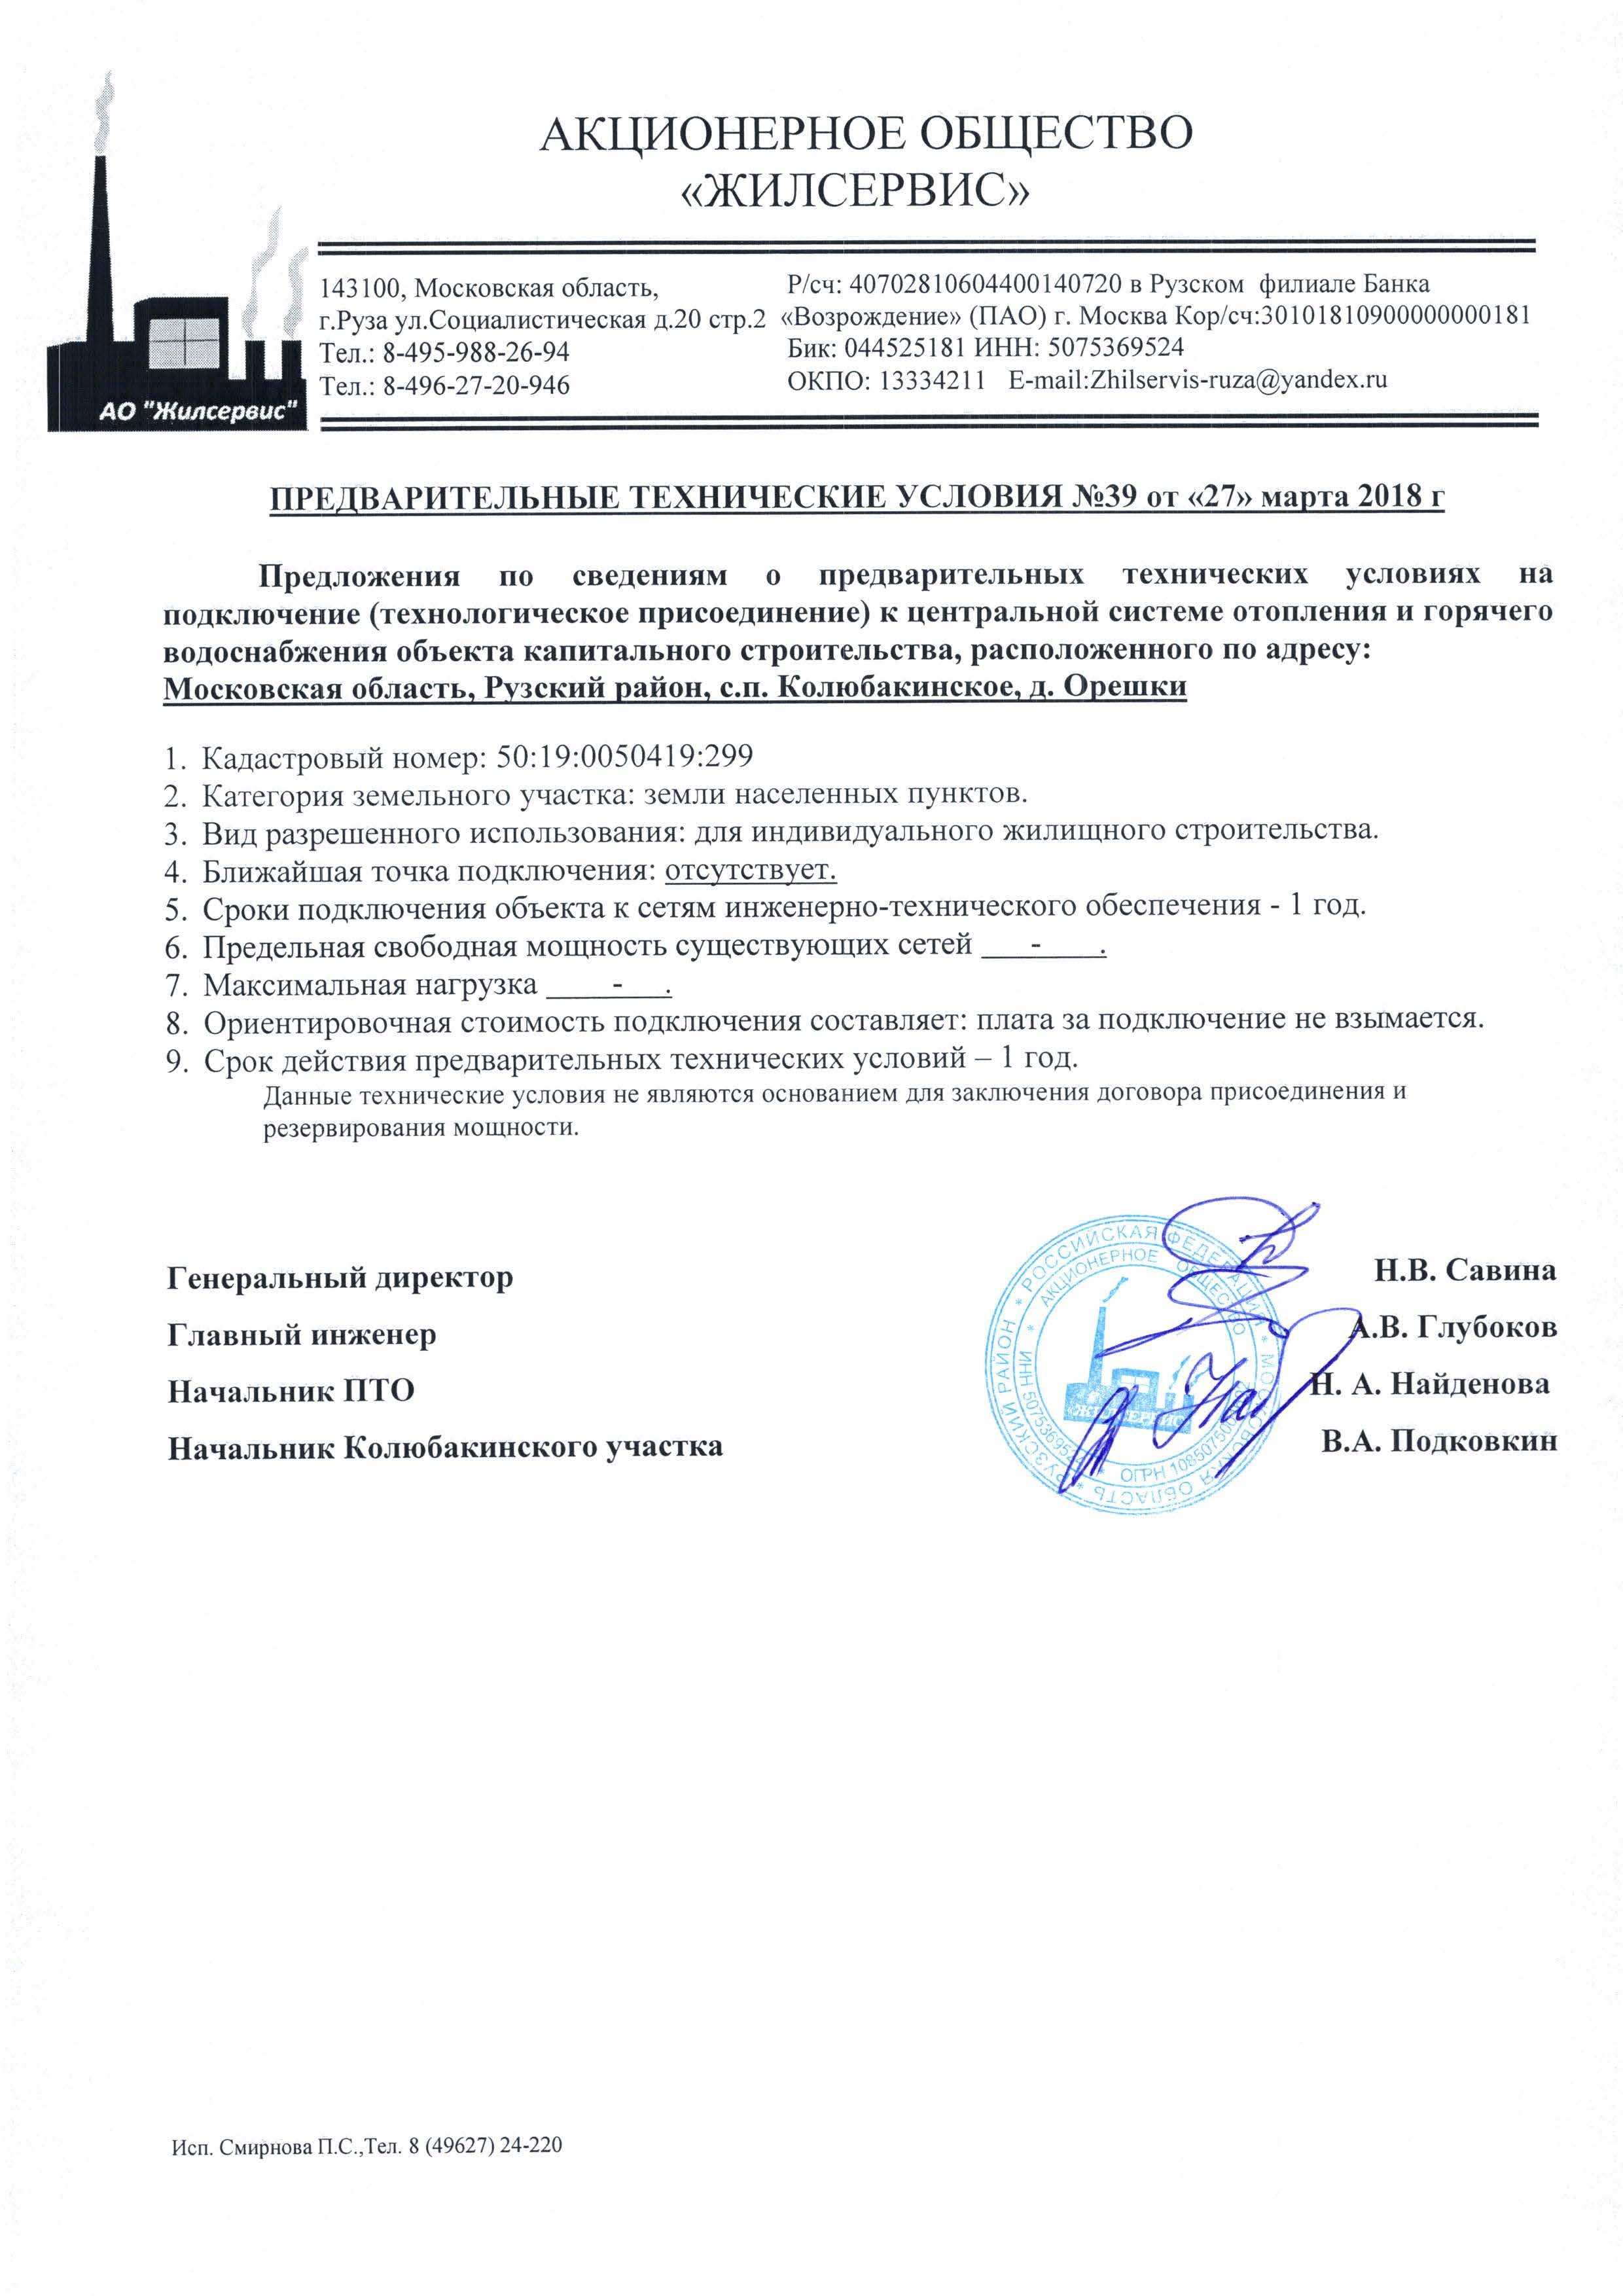 АКЦИОНЕРНОЕ ОБЩЕСТВО
«ЖИЛСЕРВИС»
АО "Жилсервис"
143100, Московская область,
г.Руза ул.Социалистическая д.20 стр.2
Тел.: 8-495-988-26-94
Тел.: 8-496-27-20-946
Р/сч: 40702810604400140720 в Рузском филиале Банка
«Возрождение» (ПАО) г. Москва Кор/сч:30101810900000000181
Бик: 044525181 ИНН: 5075369524
ОКПО: 13334211 E-mail:Zhilservis-ruza@yandex.ru
ПРЕДВАРИТЕЛЬНЫЕ ТЕХНИЧЕСКИЕ УСЛОВИЯ №39 от «27» марта 2018 г
Предложения по сведениям о предварительных технических условиях на
подключение (технологическое присоединение) к центральной системе отопления и горячего
водоснабжения объекта капитального строительства, расположенного по адресу:
Московская область, Рузский район, с.п. Колюбакинское, д. Орешки
1. Кадастровый номер: 50:19:0050419:299
2. Категория земельного участка: земли населенных пунктов.
3. Вид разрешенного использования: для индивидуального жилищного строительства.
4. Ближайшая точка подключения: отсутствует.
5. Сроки подключения объекта к сетям инженерно-технического обеспечения - 1 год.
6. Предельная свободная мощность существующих сетей ___-____.
7. Максимальная нагрузка ____-___.
8. Ориентировочная стоимость подключения составляет: плата за подключение не взымается.
9. Срок действия предварительных технических условий – 1 год.
Данные технические условия не являются основанием для заключения договора присоединения и
резервирования мощности.
Генеральный директор Н.В. Савина
Главный инженер А.В. Глубоков
Начальник ПТО Н. А. Найденова
Начальник Колюбакинского участка В.А. Подковкин
* РОССИЙСКАЯ ФЕДЕРАЦИЯ * МОСКОВСКАЯ ОБЛАСТЬ * РУЗСКИЙ РАЙОН
* АКЦИОНЕРНОЕ ОБЩЕСТВО
ИНН 5075369524
ОГРН
«ЖИЛСЕРВИС»
Исп. Смирнова П.С.,Тел. 8 (49627) 24-220